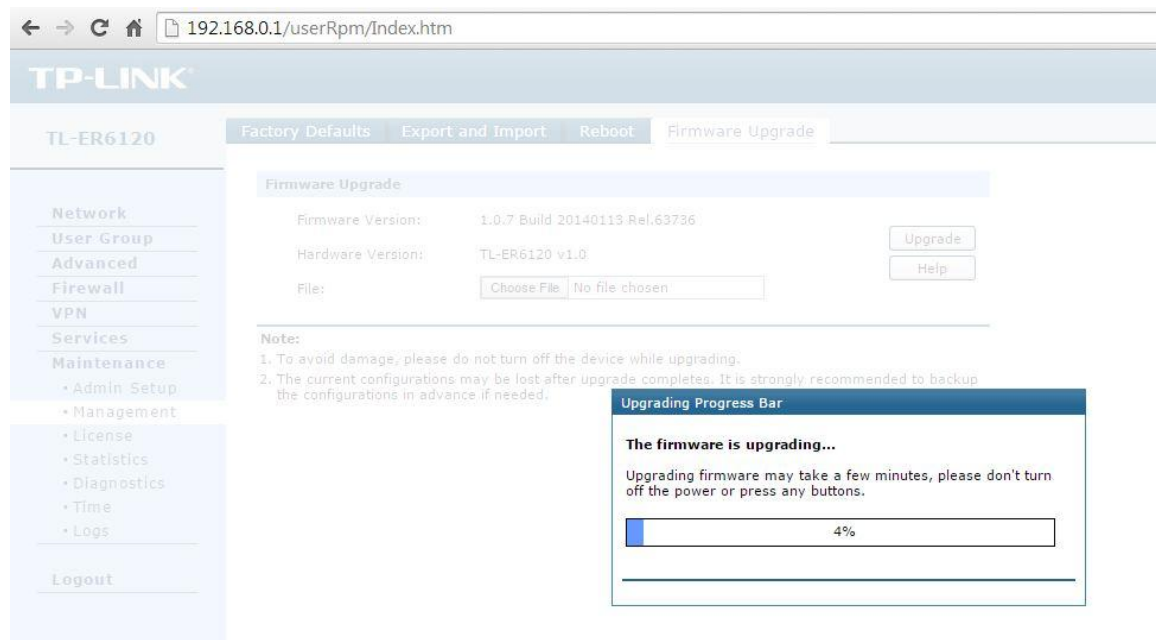 192.168.0.1/userRpm/Index.htm
TP-LINK
TL-ER6120
Factory Defaults Export and Import Reboot Firmware Upgrade
Firmware Upgrade
Firmware Version: 1.0.7 Build 20140113 Rel.63736
Hardware Version: TL-ER6120 v1.0
File: Choose File No file chosen
Upgrade
Help
Note:
1. To avoid damage, please do not turn off the device while upgrading.
2. The current configurations may be lost after upgrade completes. It is strongly recommended to backup
the configurations in advance if needed.
Network
User Group
Advanced
Firewall
VPN
Services
Maintenance
• Admin Setup
• Management
• License
• Statistics
• Diagnostics
• Time
• Logs
Logout
Upgrading Progress Bar
The firmware is upgrading...
Upgrading firmware may take a few minutes, please don't turn
off the power or press any buttons.
4%